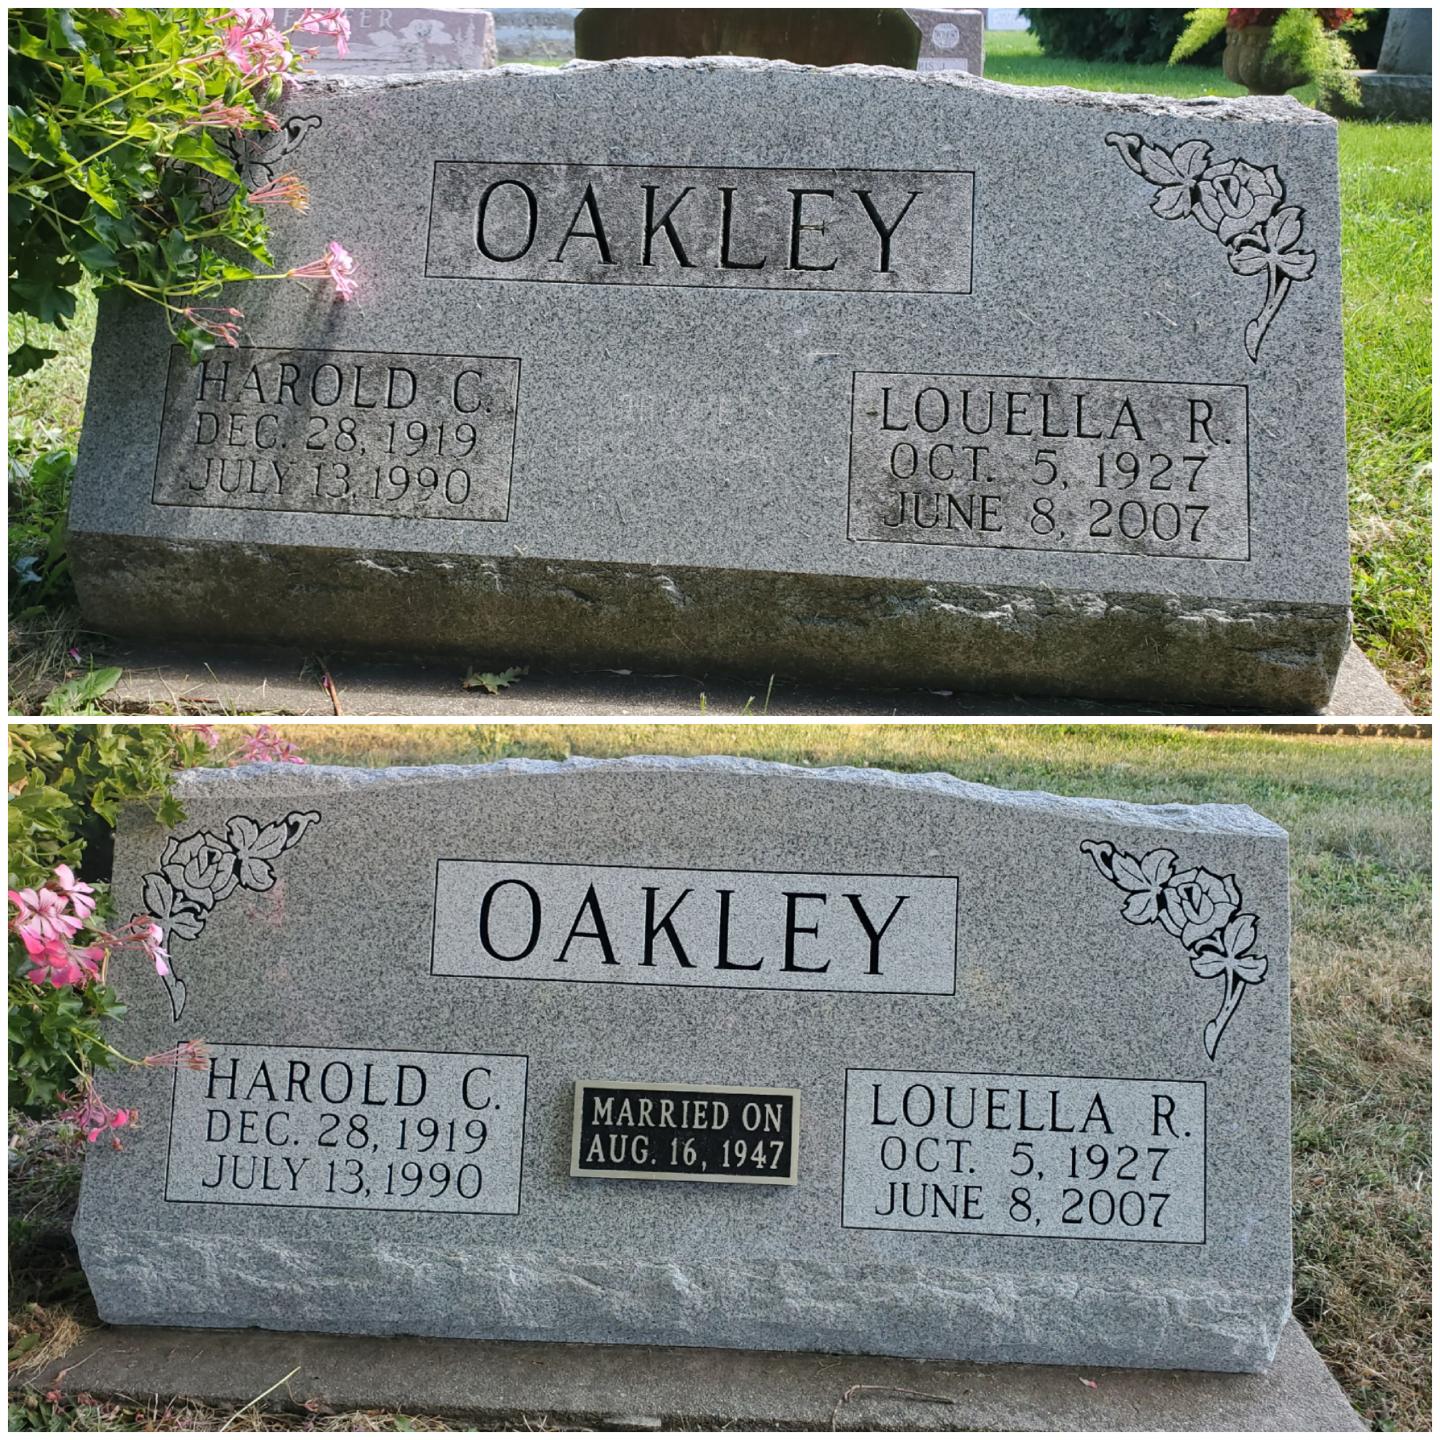 OAKLEY
HAROLD C.
DEC. 28, 1919
JULY 13, 1990
LOUELLA R.
OCT. 5, 1927
JUNE 8, 2007
OAKLEY
HAROLD C.
DEC. 28, 1919
JULY 13, 1990
MARRIED ON
AUG. 16, 1947
LOUELLA R.
OCT. 5, 1927
JUNE 8, 2007